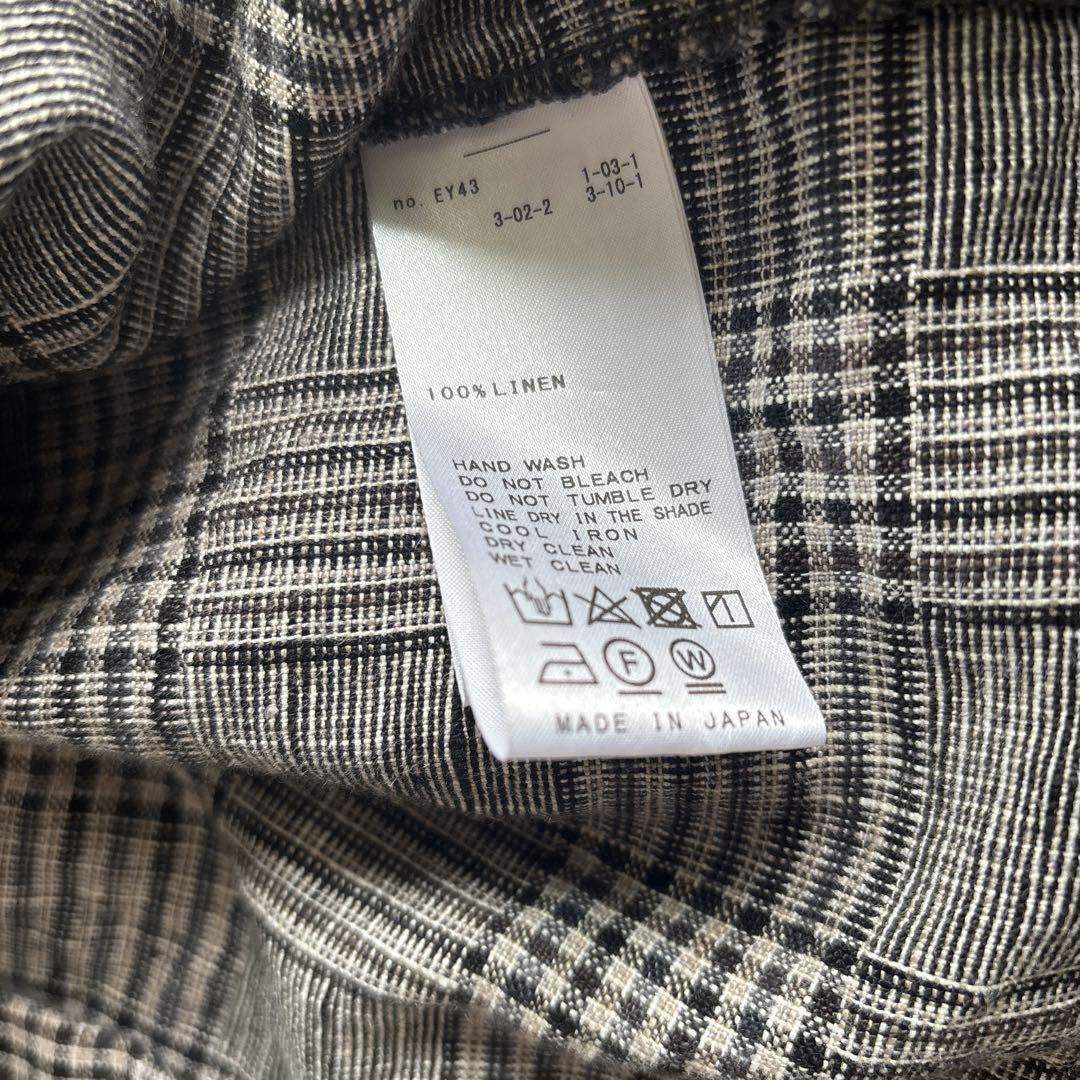 no. EY43
3-02-2
1-03-1
3-10-1
100%LINEN
HAND WASH
DO NOT BLEACH
DO NOT TUMBLE DRY
LINE DRY IN THE SHADE
COOL IRON
DRY CLEAN
WET CLEAN
F
W
MADE IN JAPAN